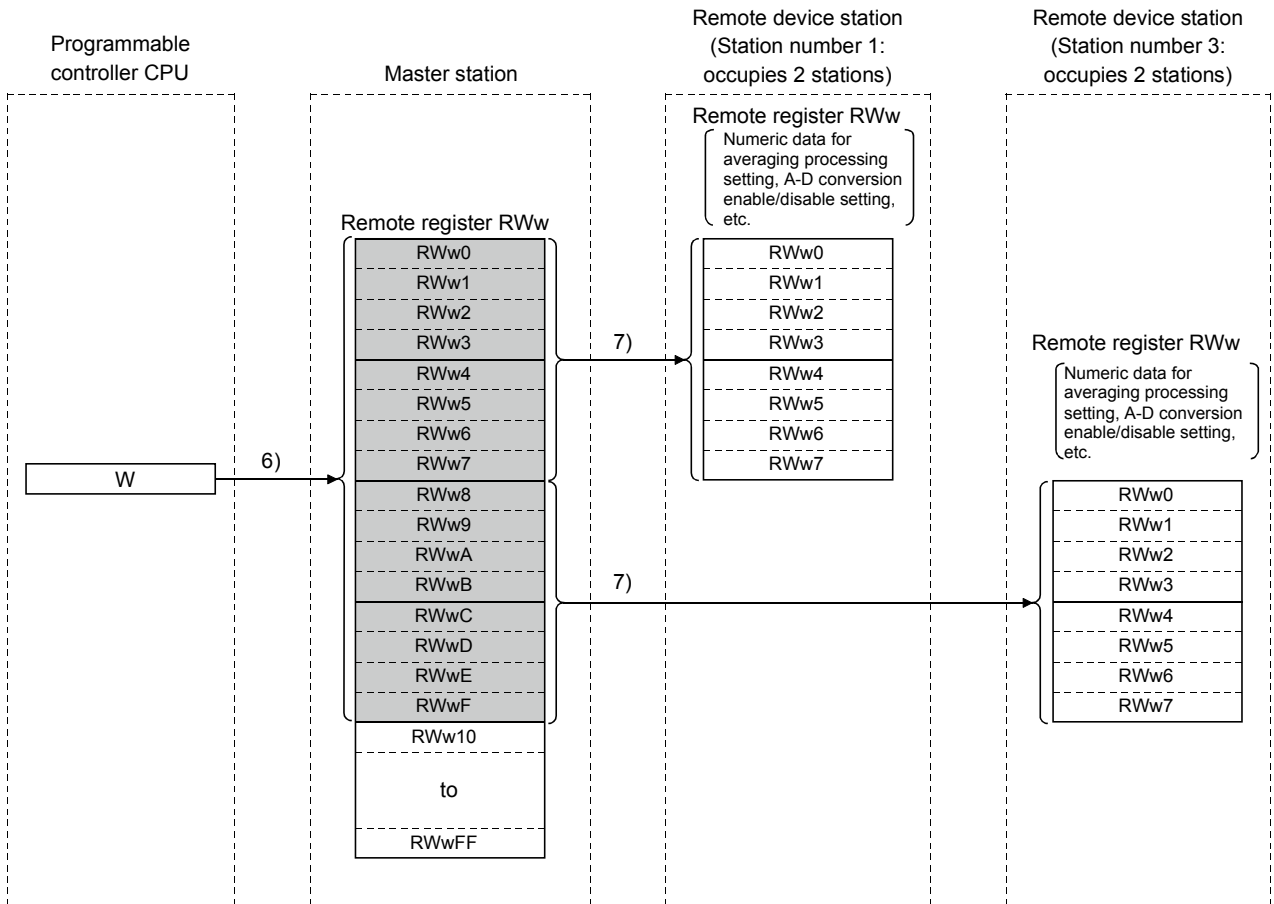 Programmable
controller CPU
Master station
Remote device station
(Station number 1:
occupies 2 stations)
Remote device station
(Station number 3:
occupies 2 stations)
W
6)
Remote register RWw
RWw0
RWw1
RWw2
RWw3
RWw4
RWw5
RWw6
RWw7
RWw8
RWw9
RWwA
RWwB
RWwC
RWwD
RWwE
RWwF
RWw10
to
RWwFF
7)
7)
Remote register RWw
Numeric data for
averaging processing
setting, A-D conversion
enable/disable setting,
etc.
RWw0
RWw1
RWw2
RWw3
RWw4
RWw5
RWw6
RWw7
Remote register RWw
Numeric data for
averaging processing
setting, A-D conversion
enable/disable setting,
etc.
RWw0
RWw1
RWw2
RWw3
RWw4
RWw5
RWw6
RWw7